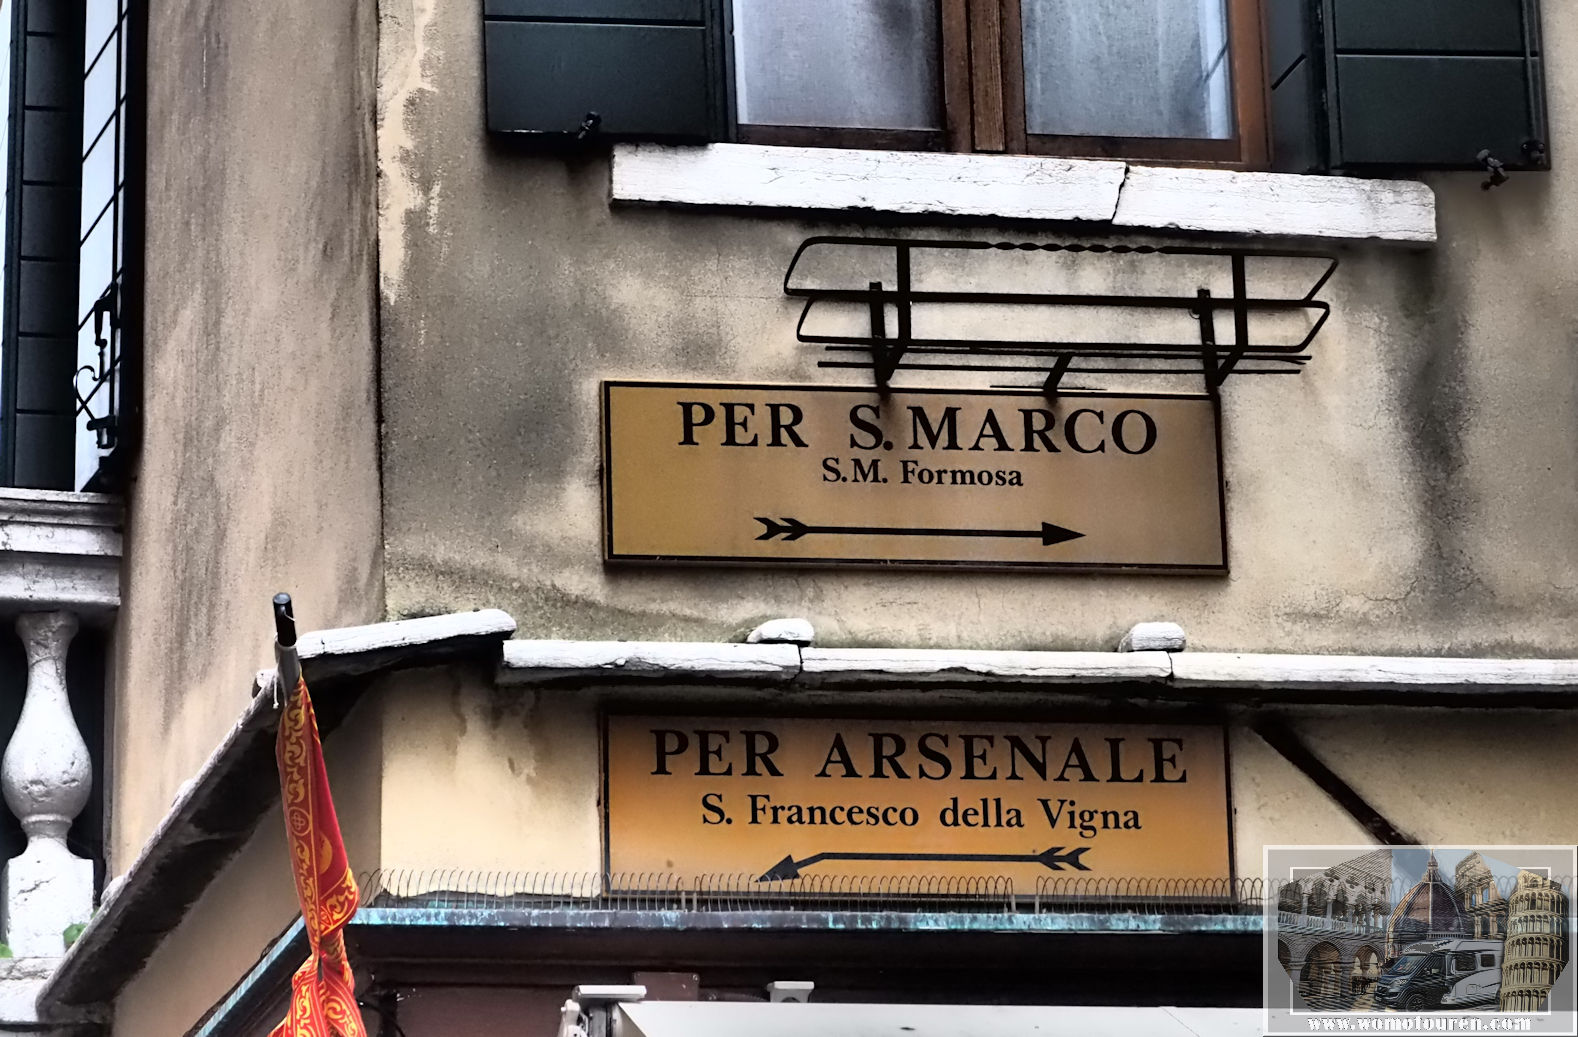 PER S. MARCO
S.M. Formosa
PER ARSENALE
S. Francesco della Vigna
www.womotouren.com